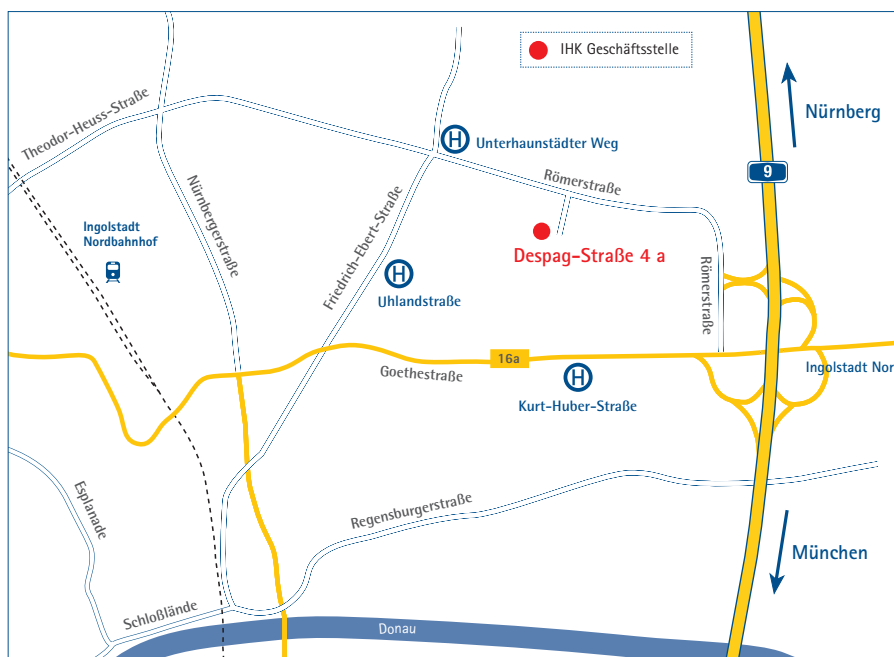 IHK Geschäftsstelle
Theodor-Heuss-Straße
H
Unterhaunstädter Weg
Nürnberg
9
Römerstraße
Nürnbergerstraße
Friedrich-Ebert-Straße
Ingolstadt
Nordbahnhof
Despag-Straße 4 a
H
Uhlandstraße
Römerstraße
16a
Goethestraße
H
Kurt-Huber-Straße
Ingolstadt Nor
Esplanade
Regensburgerstraße
München
Schloßlände
Donau